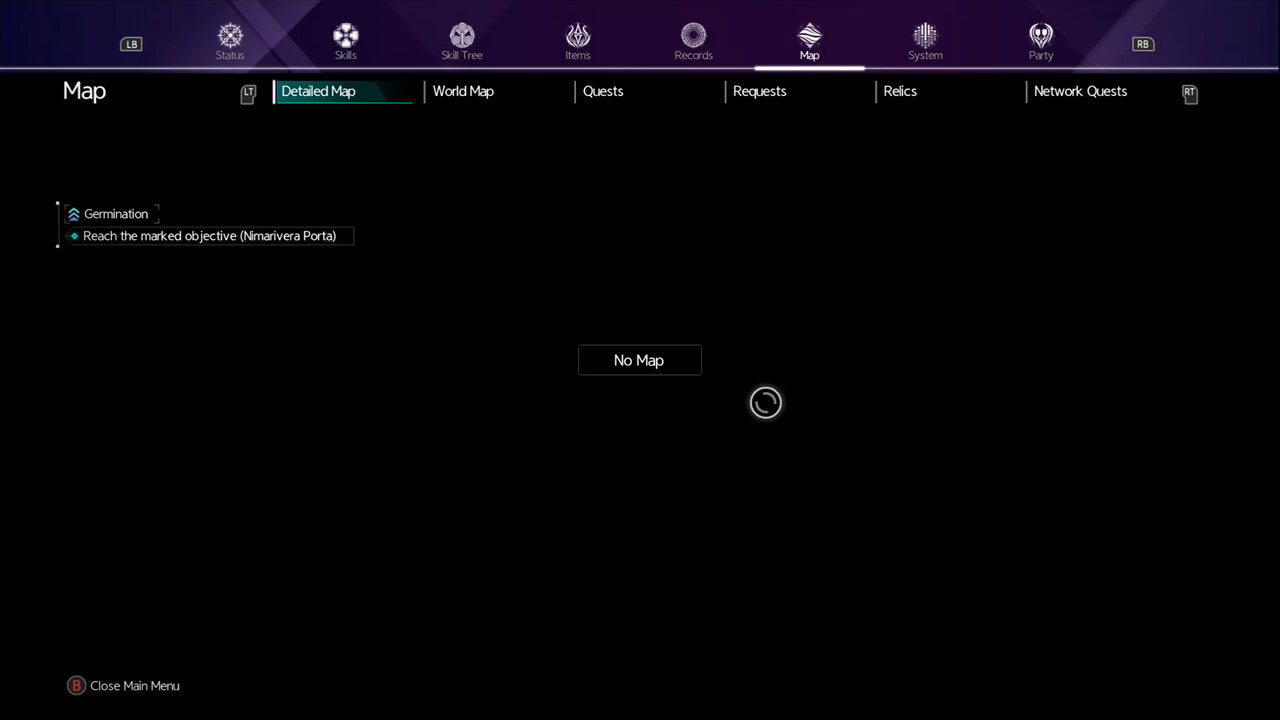 LB
Status
Skills
Skill Tree
Items
Records
Map
System
Party
RB
Map
LT
Detailed Map
World Map
Quests
Requests
Relics
Network Quests
RT
Germination
Reach the marked objective (Nimarivera Porta)
No Map
B Close Main Menu